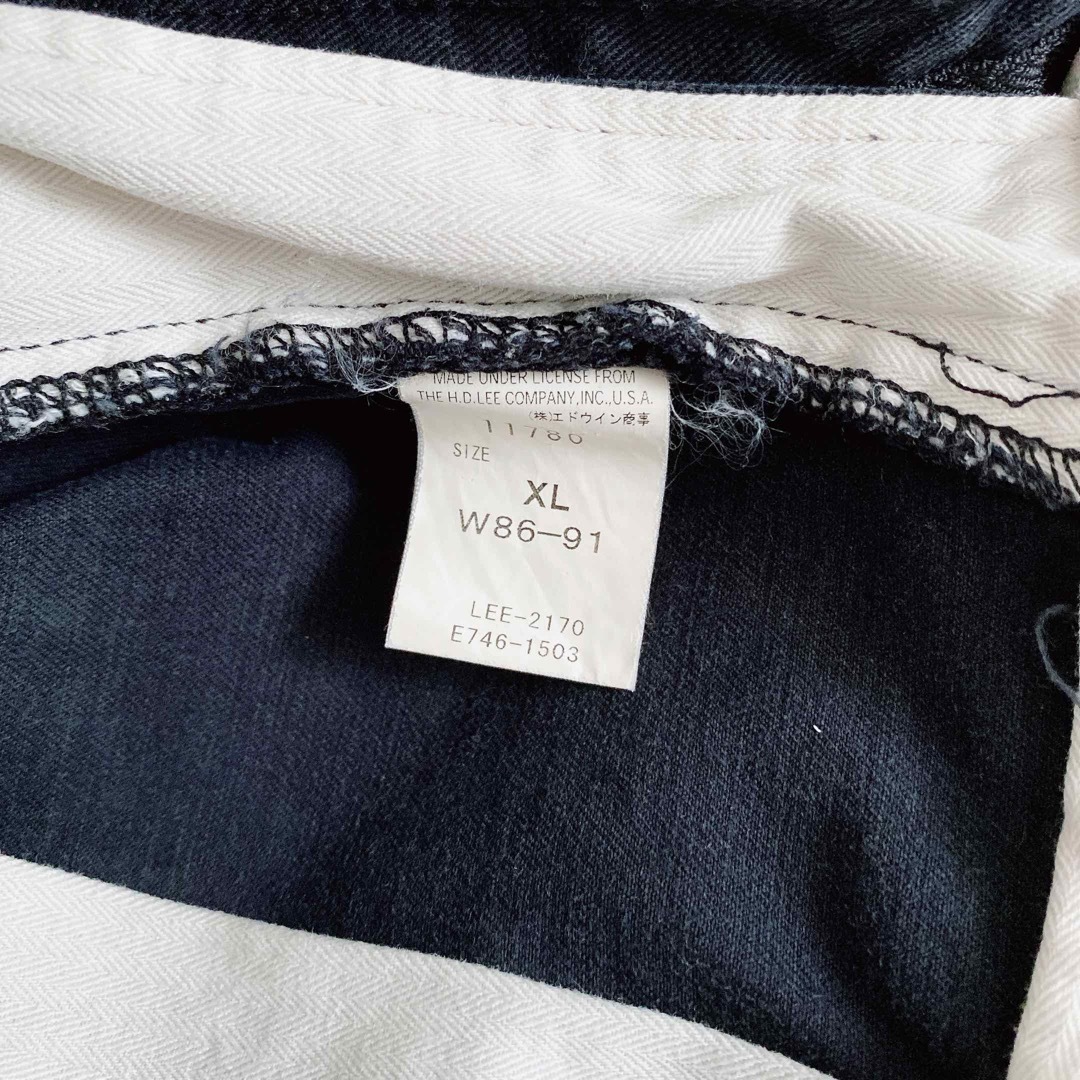 MADE UNDER LICENSE FROM
THE H.D.LEE COMPANY,INC.,U.S.A.
(株)エドウイン商事
11786
SIZE
XL
W86-91
LEE-2170
E746-1503